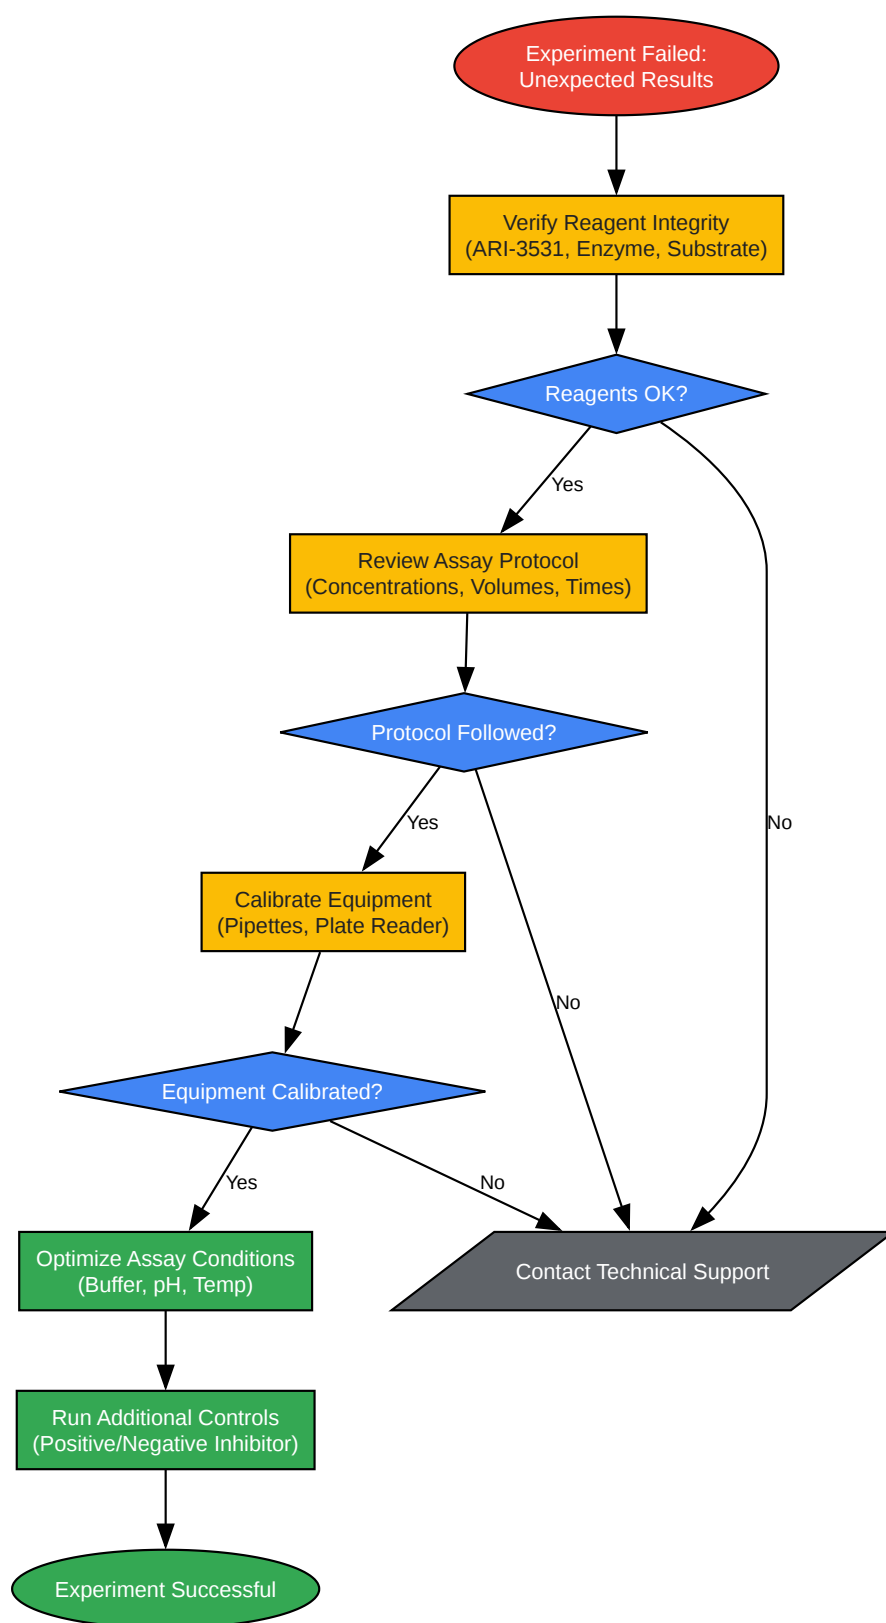 Experiment Failed:
Unexpected Results
Verify Reagent Integrity
(ARI-3531, Enzyme, Substrate)
Reagents OK?
Yes
Review Assay Protocol
(Concentrations, Volumes, Times)
Protocol Followed?
Yes
No
Calibrate Equipment
(Pipettes, Plate Reader)
No
Equipment Calibrated?
Yes
No
Optimize Assay Conditions
(Buffer, pH, Temp)
Contact Technical Support
Run Additional Controls
(Positive/Negative Inhibitor)
Experiment Successful